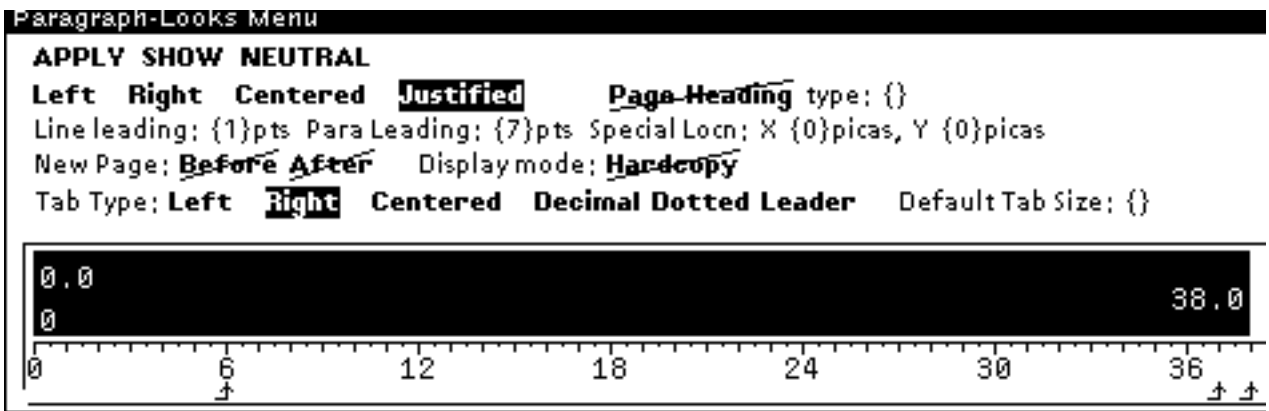 Paragraph-Looks Menu
APPLY SHOW NEUTRAL
Left Right Centered Justified Page-Heading type: {}
Line leading: {1}pts Para Leading: {7}pts Special Locn: X {0}picas, Y {0}picas
New Page: Before After Display mode: Hardcopy
Tab Type: Left Right Centered Decimal Dotted Leader Default Tab Size: {}
0.0
38.0
0
0 6 12 18 24 30 36